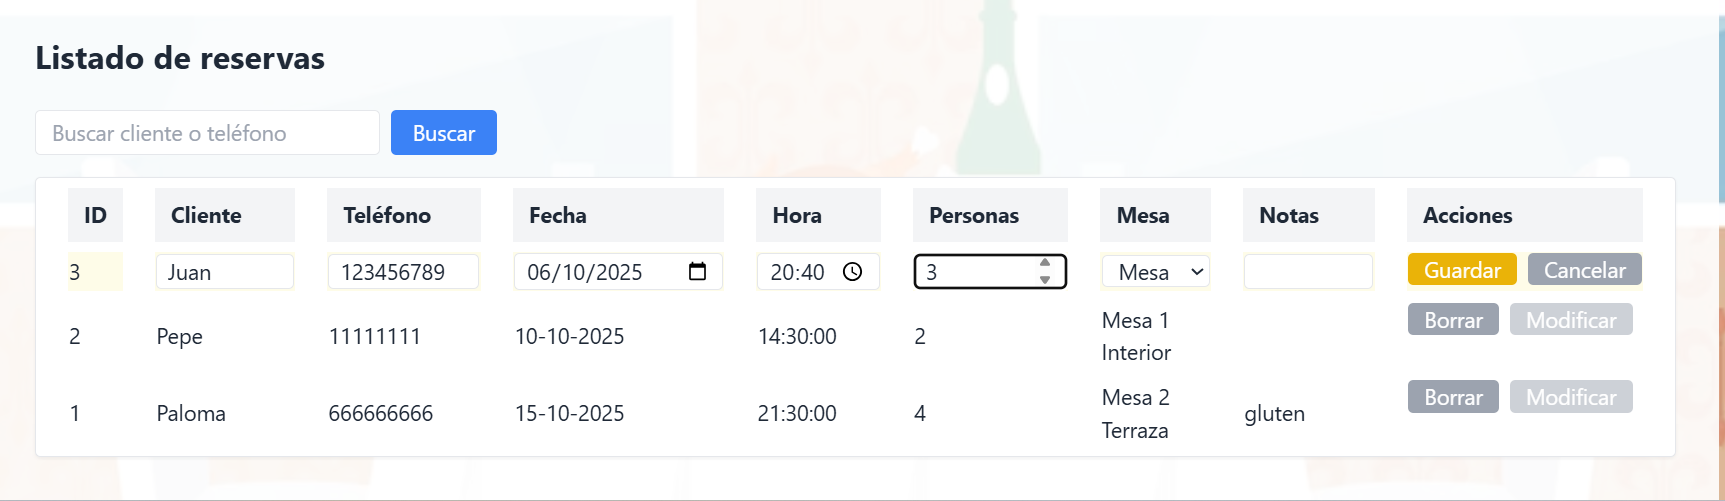 Listado de reservas
Buscar cliente o teléfono Buscar
ID Cliente Teléfono Fecha Hora Personas Mesa Notas Acciones
3 Juan 123456789 06/10/2025 20:40 3 Mesa Guardar Cancelar
2 Pepe 11111111 10-10-2025 14:30:00 2 Mesa 1 Interior Borrar Modificar
1 Paloma 666666666 15-10-2025 21:30:00 4 Mesa 2 Terraza gluten Borrar Modificar